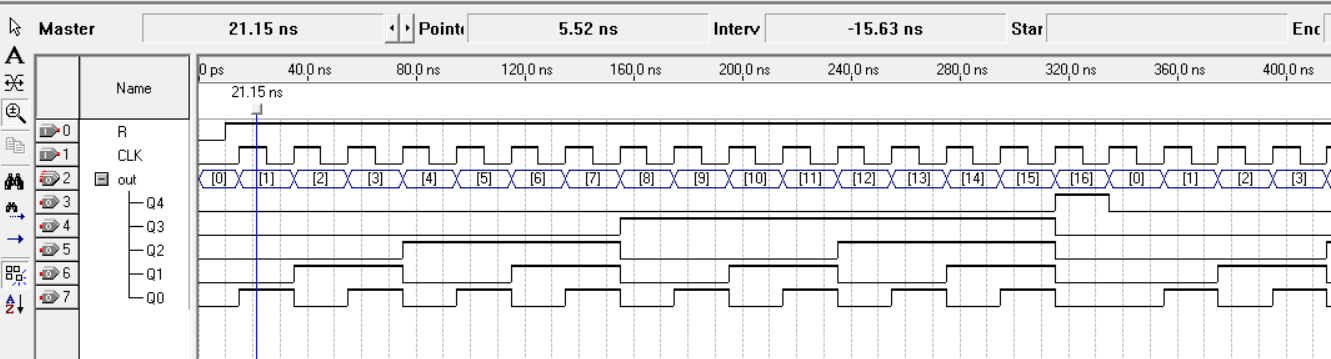 Master 21.15 ns Pointe 5.52 ns Interv -15.63 ns Star Enc
A Name 0 ps 40.0 ns 80.0 ns 120.0 ns 160.0 ns 200.0 ns 240.0 ns 280.0 ns 320.0 ns 360.0 ns 400.0 ns
21.15 ns
0 R
1 CLK
2 out [0] [1] [2] [3] [4] [5] [6] [7] [8] [9] [10] [11] [12] [13] [14] [15] [16] [0] [1] [2] [3]
3 Q4
4 Q3
5 Q2
6 Q1
7 Q0
A
Z